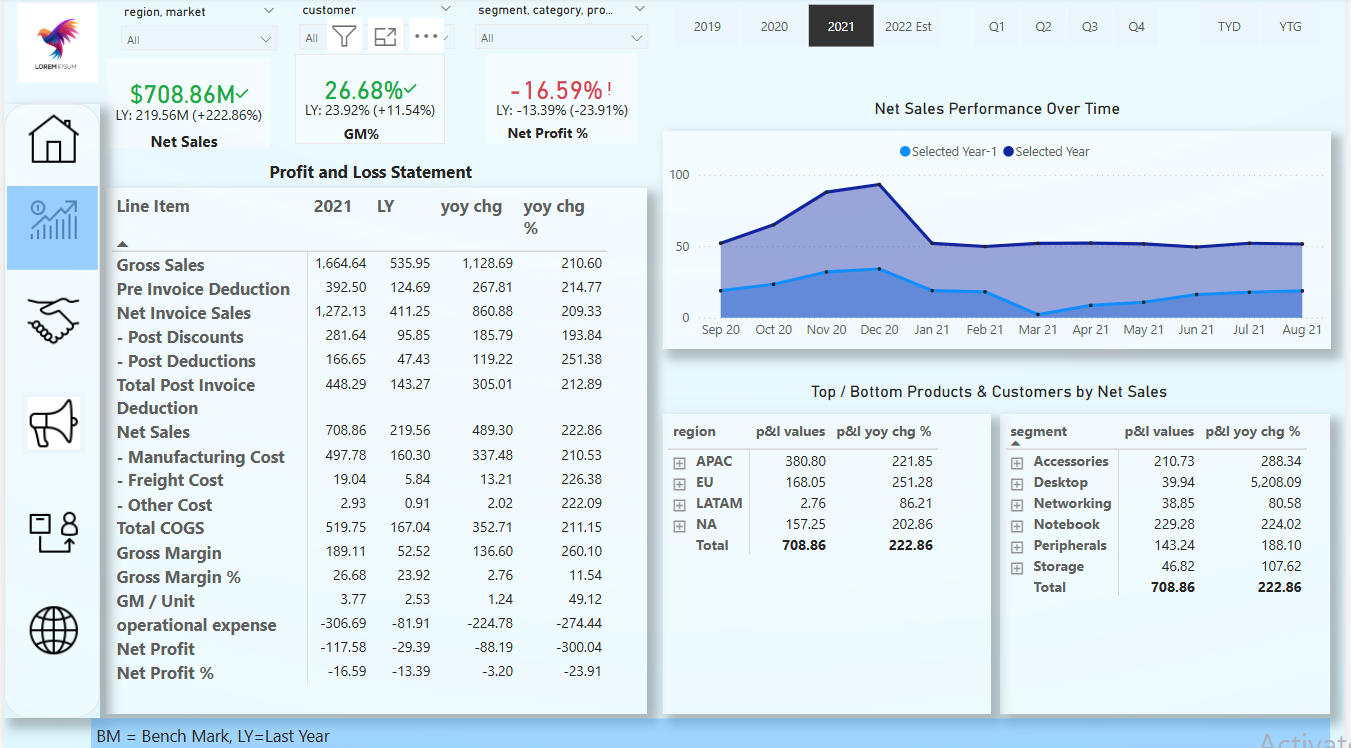 region, market
customer
segment, category, pro...
All
All
All
2019
2020
2021
2022 Est
Q1
Q2
Q3
Q4
TYD
YTG
LOREM IPSUM
$708.86M
LY: 219.56M (+222.86%)
Net Sales
26.68%
LY: 23.92% (+11.54%)
GM%
-16.59%!
LY: -13.39% (-23.91%)
Net Profit %
Profit and Loss Statement
Line Item 2021 LY yoy chg yoy chg
%
Gross Sales 1,664.64 535.95 1,128.69 210.60
Pre Invoice Deduction 392.50 124.69 267.81 214.77
Net Invoice Sales 1,272.13 411.25 860.88 209.33
- Post Discounts 281.64 95.85 185.79 193.84
- Post Deductions 166.65 47.43 119.22 251.38
Total Post Invoice 448.29 143.27 305.01 212.89
Deduction
Net Sales 708.86 219.56 489.30 222.86
- Manufacturing Cost 497.78 160.30 337.48 210.53
- Freight Cost 19.04 5.84 13.21 226.38
- Other Cost 2.93 0.91 2.02 222.09
Total COGS 519.75 167.04 352.71 211.15
Gross Margin 189.11 52.52 136.60 260.10
Gross Margin % 26.68 23.92 2.76 11.54
GM / Unit 3.77 2.53 1.24 49.12
operational expense -306.69 -81.91 -224.78 -274.44
Net Profit -117.58 -29.39 -88.19 -300.04
Net Profit % -16.59 -13.39 -3.20 -23.91
Net Sales Performance Over Time
Selected Year-1 Selected Year
100
50
0
Sep 20 Oct 20 Nov 20 Dec 20 Jan 21 Feb 21 Mar 21 Apr 21 May 21 Jun 21 Jul 21 Aug 21
Top / Bottom Products & Customers by Net Sales
region p&l values p&l yoy chg %
APAC 380.80 221.85
EU 168.05 251.28
LATAM 2.76 86.21
NA 157.25 202.86
Total 708.86 222.86
segment p&l values p&l yoy chg %
Accessories 210.73 288.34
Desktop 39.94 5,208.09
Networking 38.85 80.58
Notebook 229.28 224.02
Peripherals 143.24 188.10
Storage 46.82 107.62
Total 708.86 222.86
BM = Bench Mark, LY=Last Year